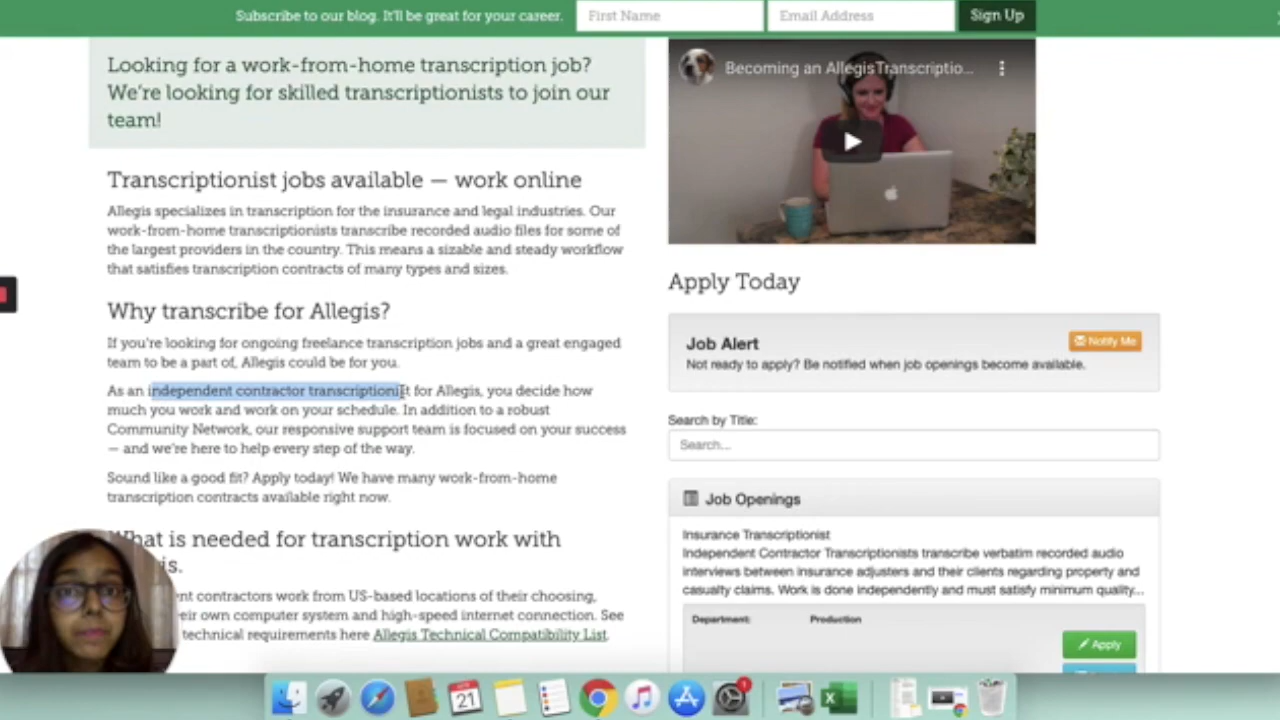 Subscribe to our blog. It'll be great for your career.
First Name
Email Address
Sign Up
Looking for a work-from-home transcription job?
We're looking for skilled transcriptionists to join our
team!
Becoming an AllegisTranscriptio...
Transcriptionist jobs available — work online
Allegis specializes in transcription for the insurance and legal industries. Our
work-from-home transcriptionists transcribe recorded audio files for some of
the largest providers in the country. This means a sizable and steady workflow
that satisfies transcription contracts of many types and sizes.
Why transcribe for Allegis?
If you're looking for ongoing freelance transcription jobs and a great engaged
team to be a part of, Allegis could be for you.
As an independent contractor transcriptionist for Allegis, you decide how
much you work and work on your schedule. In addition to a robust
Community Network, our responsive support team is focused on your success
— and we're here to help every step of the way.
Sound like a good fit? Apply today! We have many work-from-home
transcription contracts available right now.
What is needed for transcription work with
is.
nt contractors work from US-based locations of their choosing,
eir own computer system and high-speed internet connection. See
technical requirements here Allegis Technical Compatibility List.
Apply Today
Job Alert
Notify Me
Not ready to apply? Be notified when job openings become available.
Search by Title:
Search...
Job Openings
Insurance Transcriptionist
Independent Contractor Transcriptionists transcribe verbatim recorded audio
interviews between insurance adjusters and their clients regarding property and
casualty claims. Work is done independently and must satisfy minimum quality...
Department: Production
Apply
APR
21
1